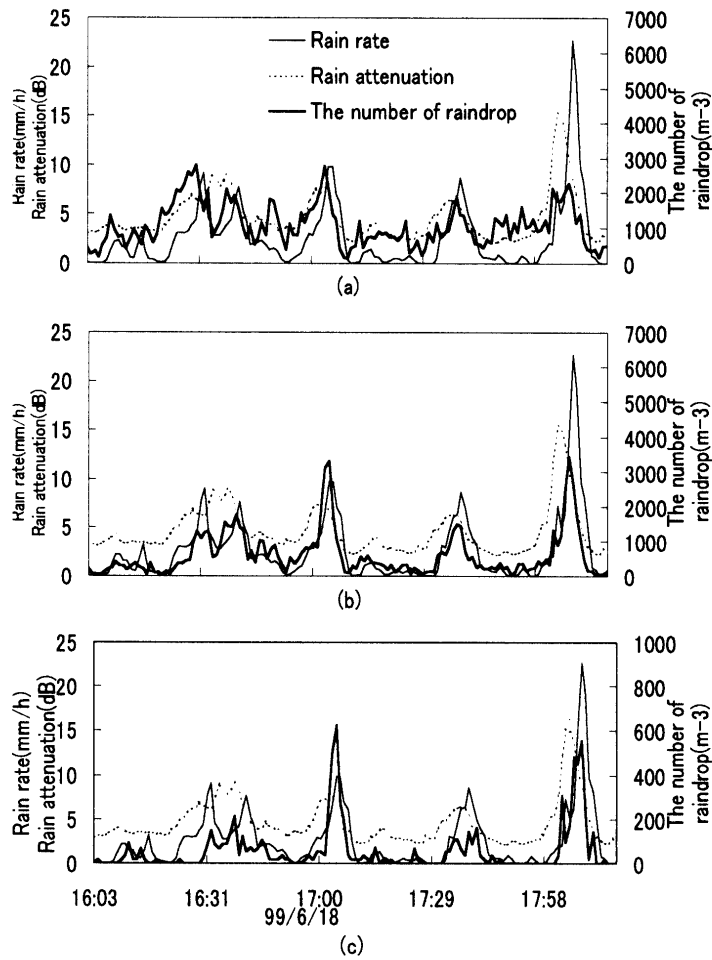 25
20
15
10
5
0
Rain rate(mm/h)
Rain attenuation(dB)
Rain rate
Rain attenuation
The number of raindrop
7000
6000
5000
4000
3000
2000
1000
0
The number of
raindrop(m-3)
(a)
25
20
15
10
5
0
Rain rate(mm/h)
Rain attenuation(dB)
7000
6000
5000
4000
3000
2000
1000
0
The number of
raindrop(m-3)
(b)
25
20
15
10
5
0
Rain rate(mm/h)
Rain attenuation(dB)
1000
800
600
400
200
0
The number of
raindrop(m-3)
16:03 16:31 17:00 17:29 17:58
99/6/18
(c)